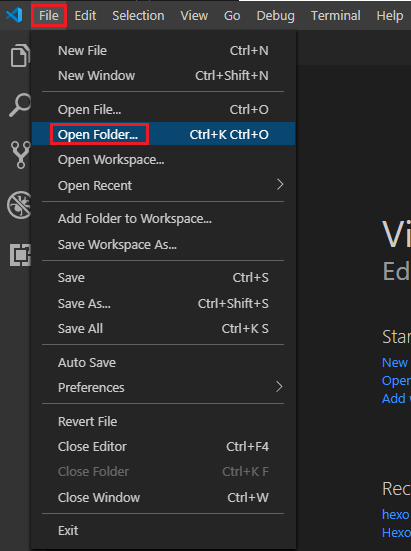 File Edit Selection View Go Debug Terminal Help
New File Ctrl+N
New Window Ctrl+Shift+N
Open File... Ctrl+O
Open Folder... Ctrl+K Ctrl+O
Open Workspace...
Open Recent
Add Folder to Workspace...
Save Workspace As...
Save Ctrl+S
Save As... Ctrl+Shift+S
Save All Ctrl+K S
Auto Save
Preferences
Revert File
Close Editor Ctrl+F4
Close Folder Ctrl+K F
Close Window Ctrl+W
Exit
Vi
Ed
Star
New
Open
Add
Rec
hexo
Hexo